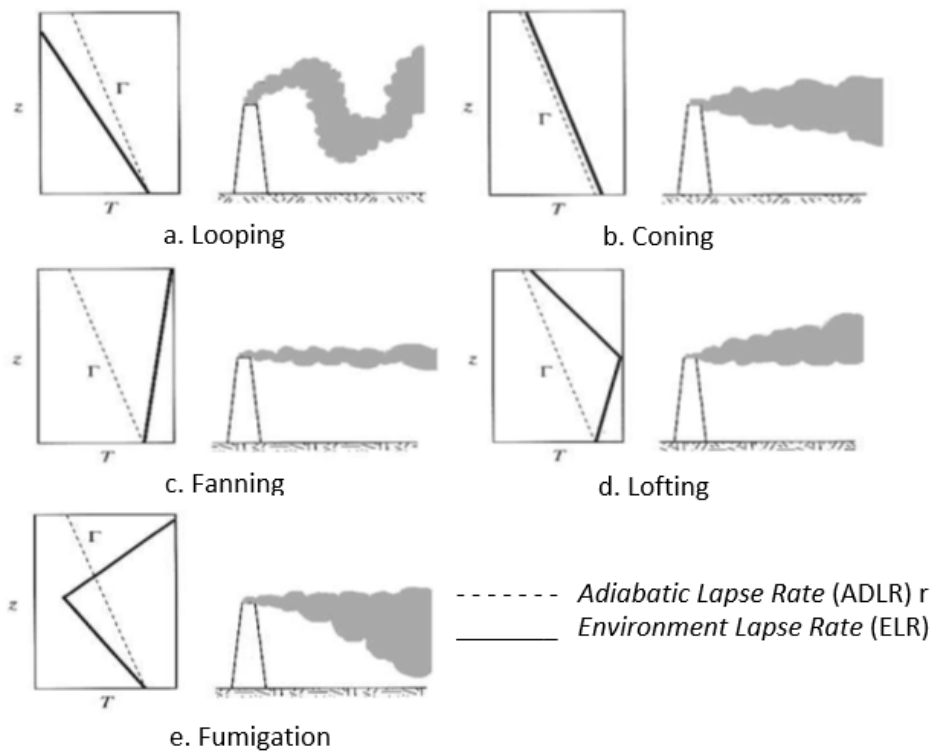 Γ
z
T
a. Looping
Γ
z
T
b. Coning
Γ
z
T
c. Fanning
Γ
z
T
d. Lofting
Γ
z
T
e. Fumigation
Adiabatic Lapse Rate (ADLR) r
Environment Lapse Rate (ELR)